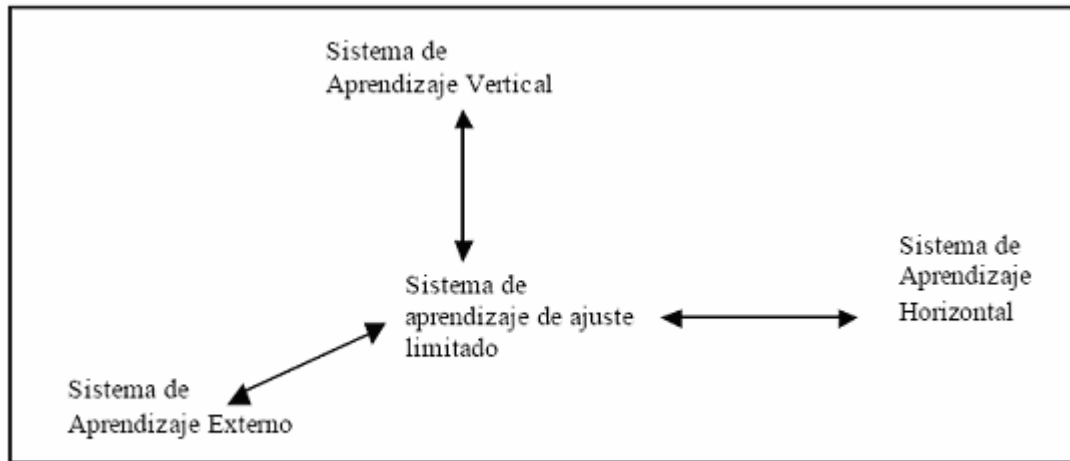 Sistema de
Aprendizaje Vertical
Sistema de
Aprendizaje
Horizontal
Sistema de
aprendizaje de ajuste
limitado
Sistema de
Aprendizaje Externo